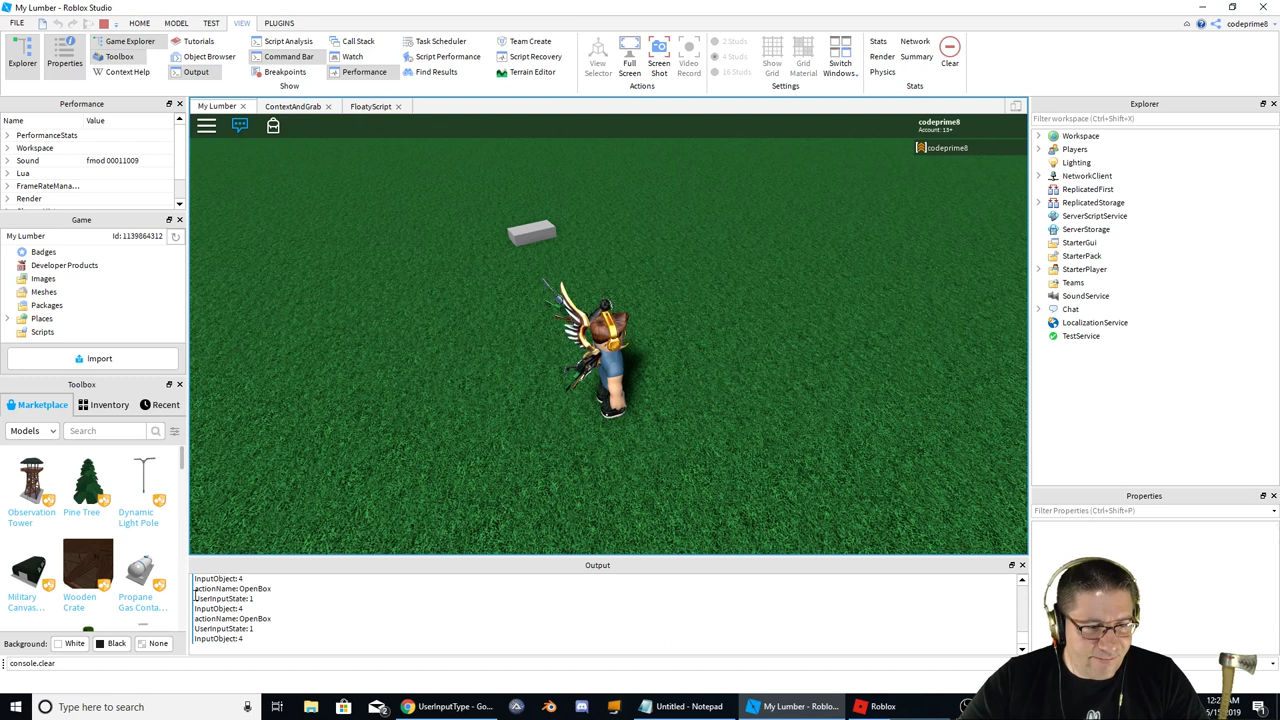 My Lumber - Roblox Studio
FILE HOME MODEL TEST VIEW PLUGINS codeprime8
Explorer Properties
Game Explorer Tutorials Script Analysis Call Stack Task Scheduler Team Create
Toolbox Object Browser Command Bar Watch Script Performance Script Recovery
Context Help Output Breakpoints Performance Find Results Terrain Editor
View Selector Full Screen Screen Shot Video Record
2 Studs
4 Studs
16 Studs
Show Grid Grid Material Switch Windows...
Stats Network
Render Summary
Physics
Clear
Show Actions Settings Stats
Performance
Name Value
PerformanceStats
Workspace
Sound fmod 00011009
Lua
FrameRateMana...
Render
Game
My Lumber Id: 1139864312
Badges
Developer Products
Images
Meshes
Packages
Places
Scripts
Import
Toolbox
Marketplace Inventory Recent
Models Search
Observation Tower
Pine Tree
Dynamic Light Pole
Military Canvas...
Wooden Crate
Propane Gas Conta...
Background: White Black None
My Lumber ContextAndGrab FloatyScript
codeprime8
Account: 13+
codeprime8
Output
InputObject: 4
actionName: OpenBox
UserInputState: 1
InputObject: 4
actionName: OpenBox
UserInputState: 1
InputObject: 4
console.clear
Explorer
Filter workspace (Ctrl+Shift+X)
Workspace
Players
Lighting
NetworkClient
ReplicatedFirst
ReplicatedStorage
ServerScriptService
ServerStorage
StarterGui
StarterPack
StarterPlayer
Teams
SoundService
Chat
LocalizationService
TestService
Properties
Filter Properties (Ctrl+Shift+P)
Type here to search
UserInputType - Go...
Untitled - Notepad
My Lumber - Roblo...
Roblox